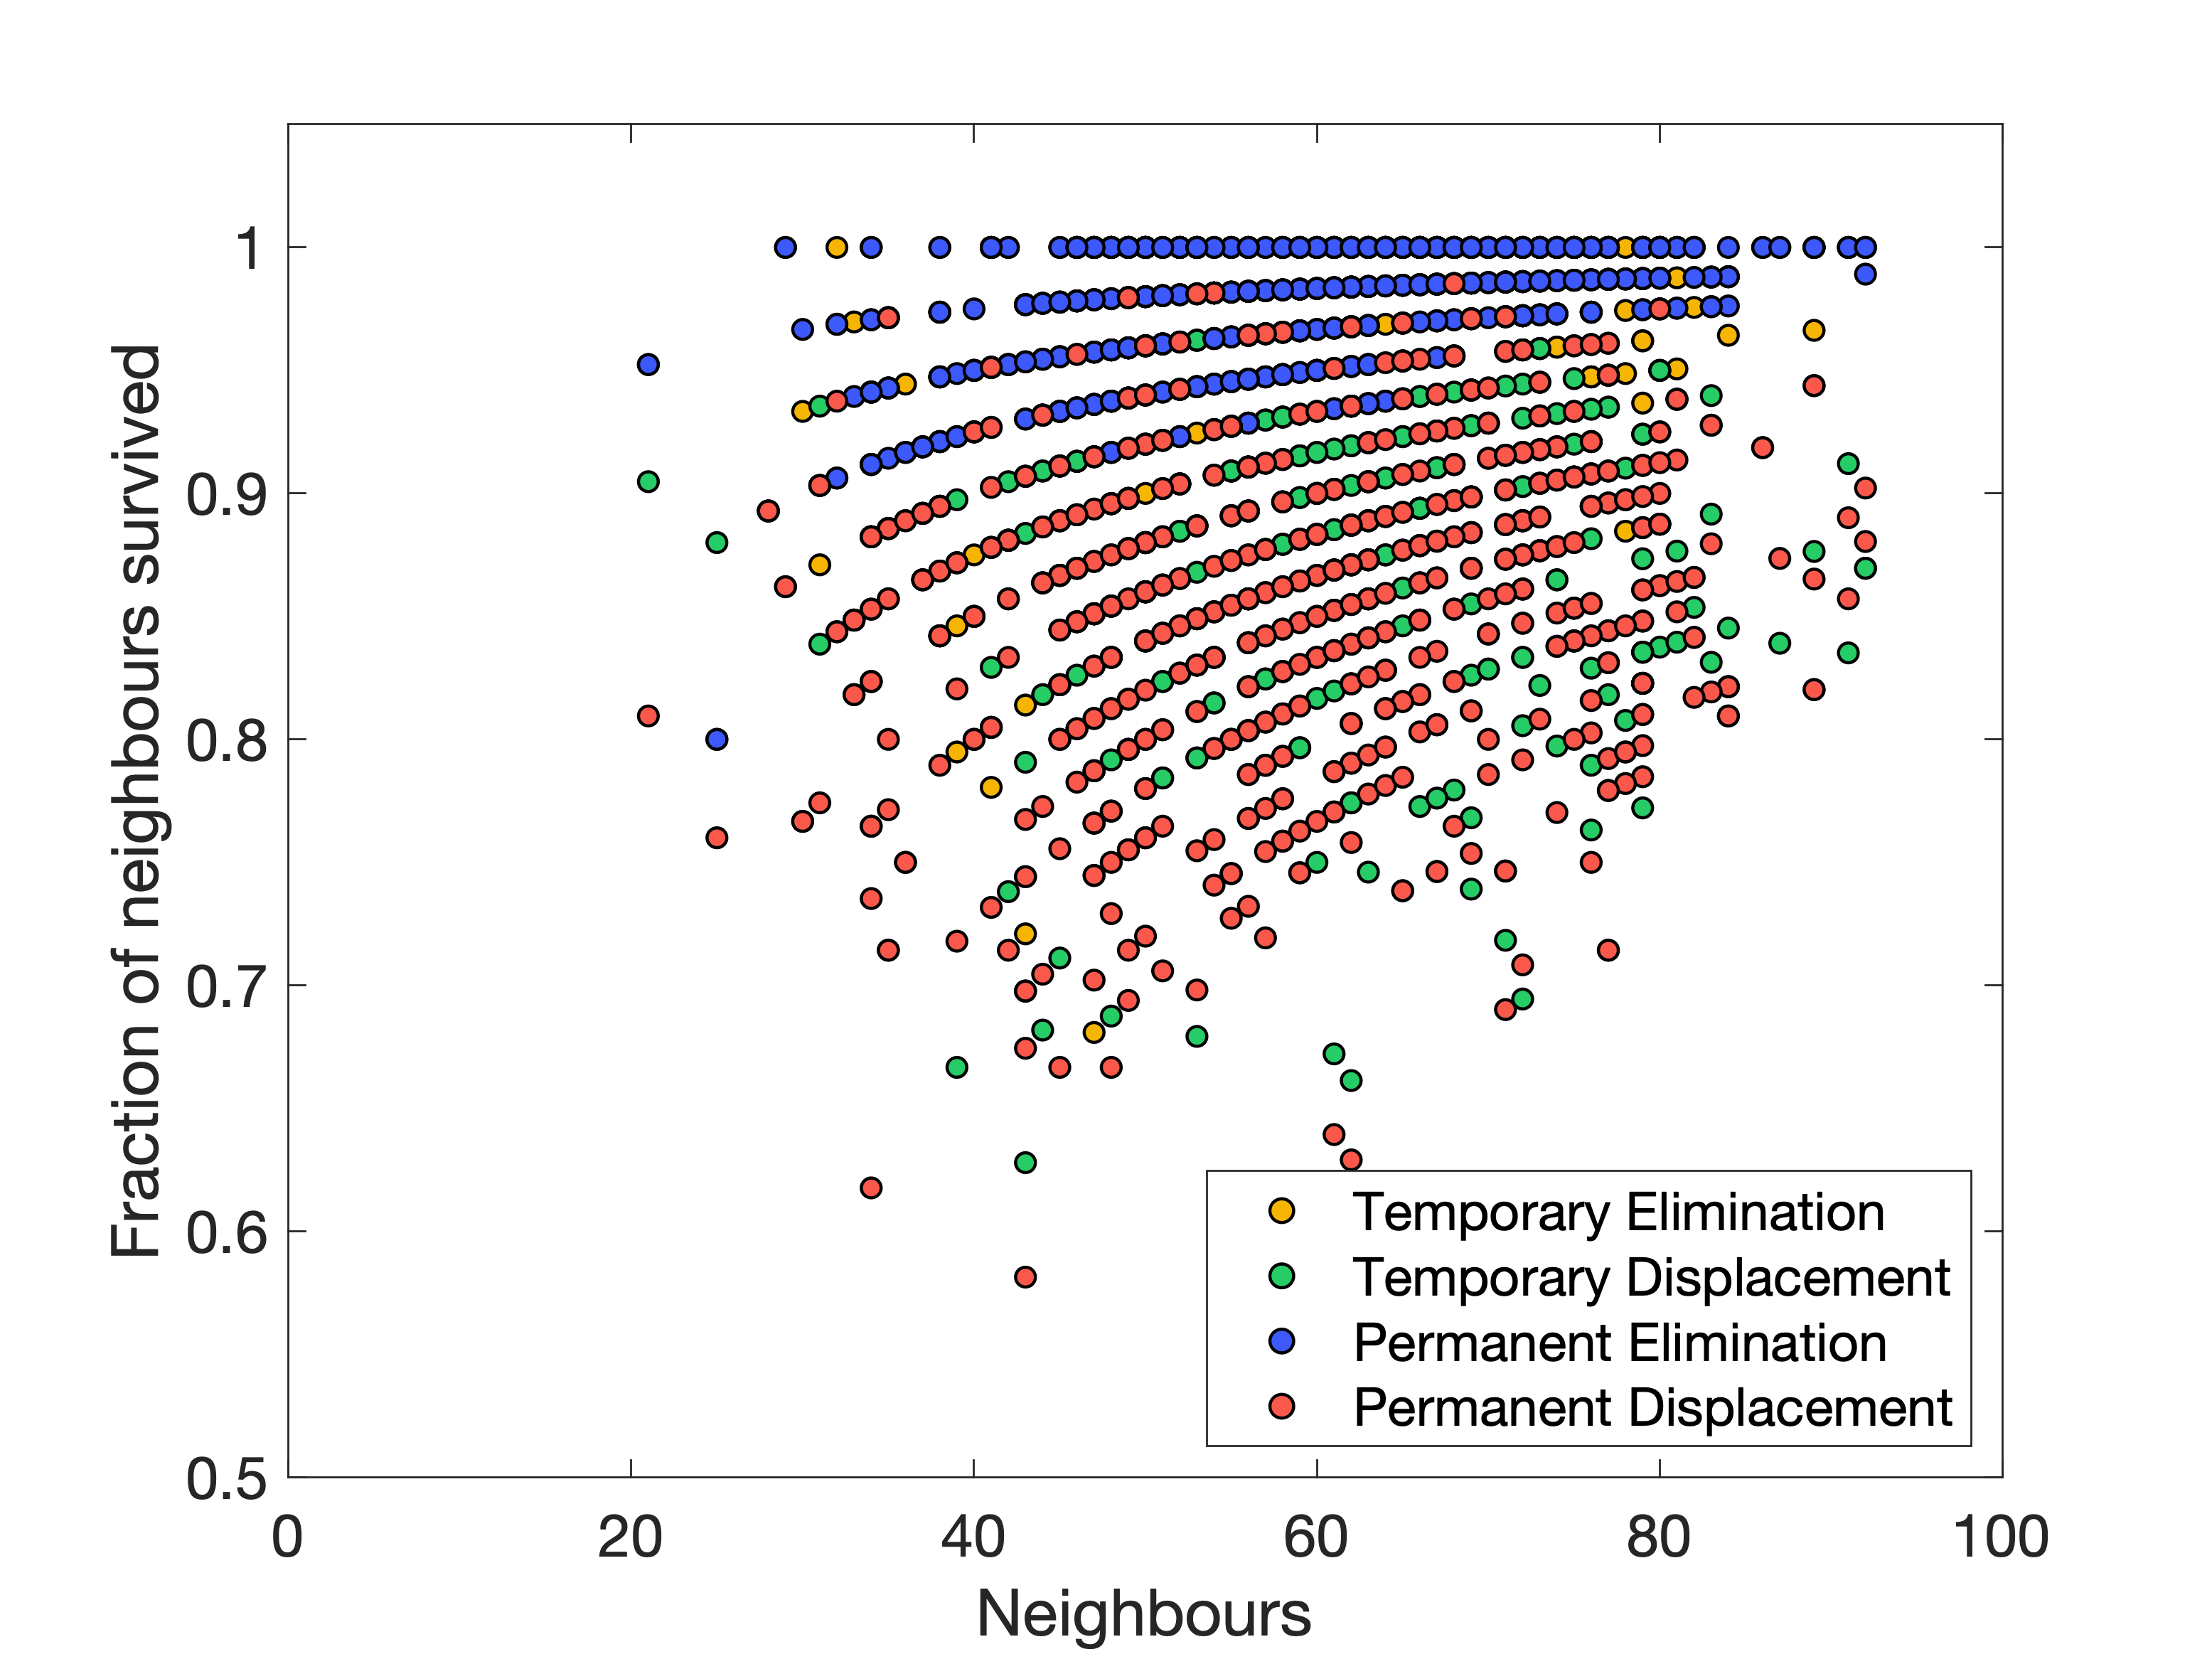 1
0.9
0.8
0.7
0.6
0.5
Fraction of neighbours survived
0 20 40 60 80 100
Neighbours
Temporary Elimination
Temporary Displacement
Permanent Elimination
Permanent Displacement